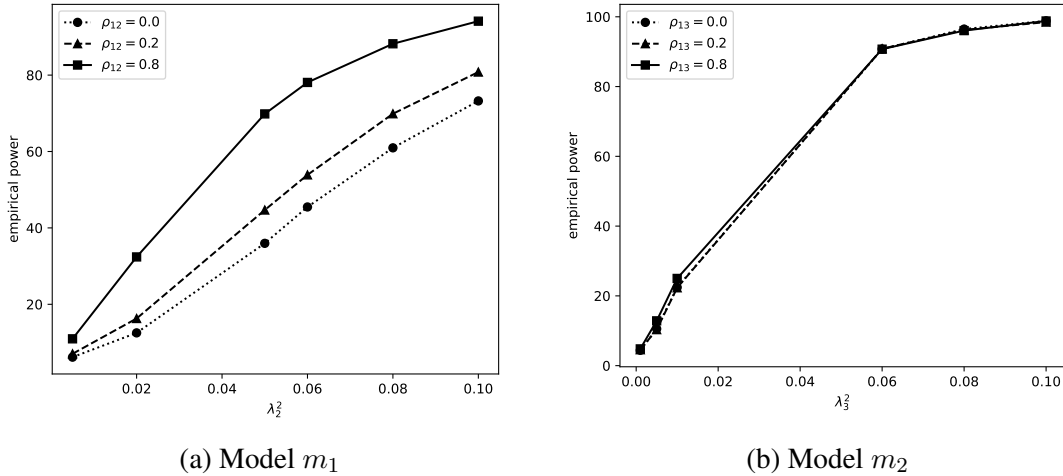 ρ12 = 0.0
ρ12 = 0.2
ρ12 = 0.8
empirical power
80
60
40
20
0.02 0.04 0.06 0.08 0.10
λ₂²
(a) Model m₁
ρ13 = 0.0
ρ13 = 0.2
ρ13 = 0.8
empirical power
100
80
60
40
20
0
0.00 0.02 0.04 0.06 0.08 0.10
λ₃²
(b) Model m₂